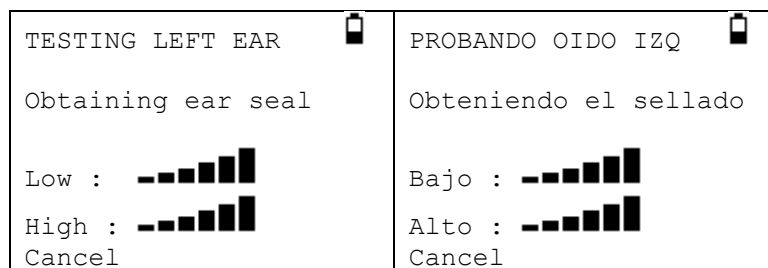 TESTING LEFT EAR
Obtaining ear seal
Low :
High :
Cancel
PROBANDO OIDO IZQ
Obteniendo el sellado
Bajo :
Alto :
Cancel